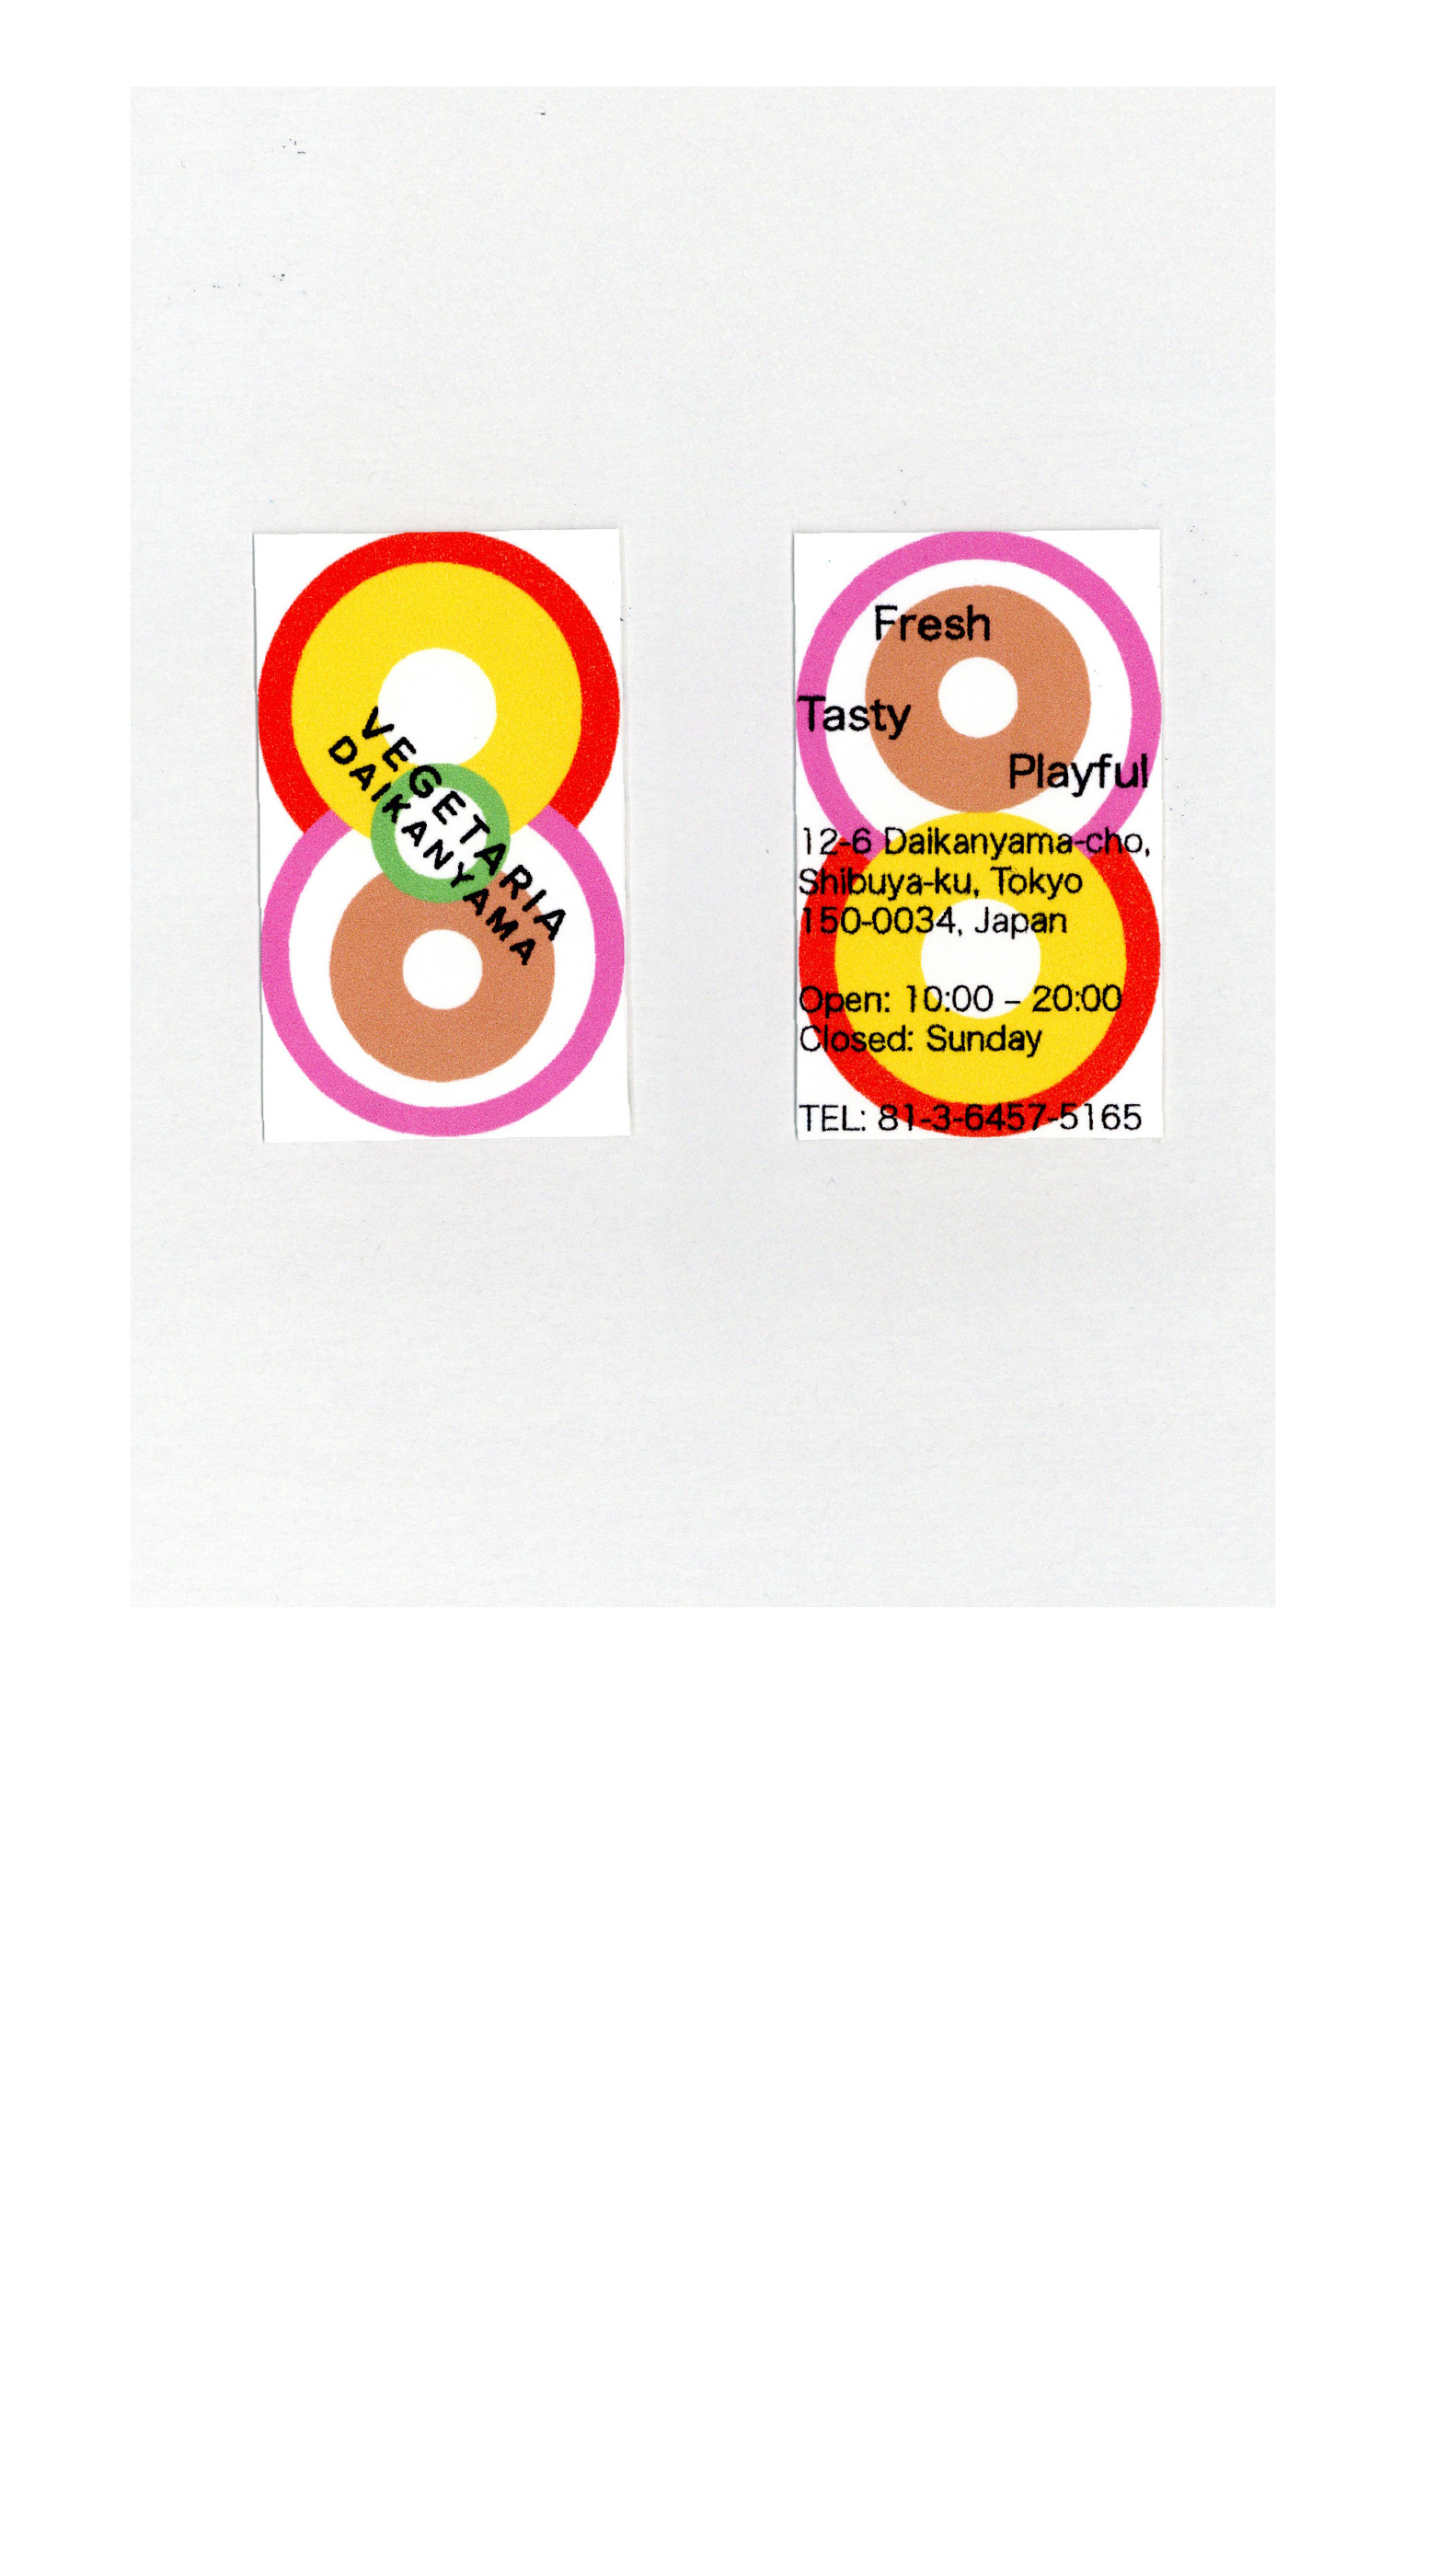 VEGETARIA
DAIKANYAMA
Fresh
Tasty
Playful
12-6 Daikanyama-cho,
Shibuya-ku, Tokyo
150-0034, Japan
Open: 10:00 – 20:00
Closed: Sunday
TEL: 81-3-6457-5165